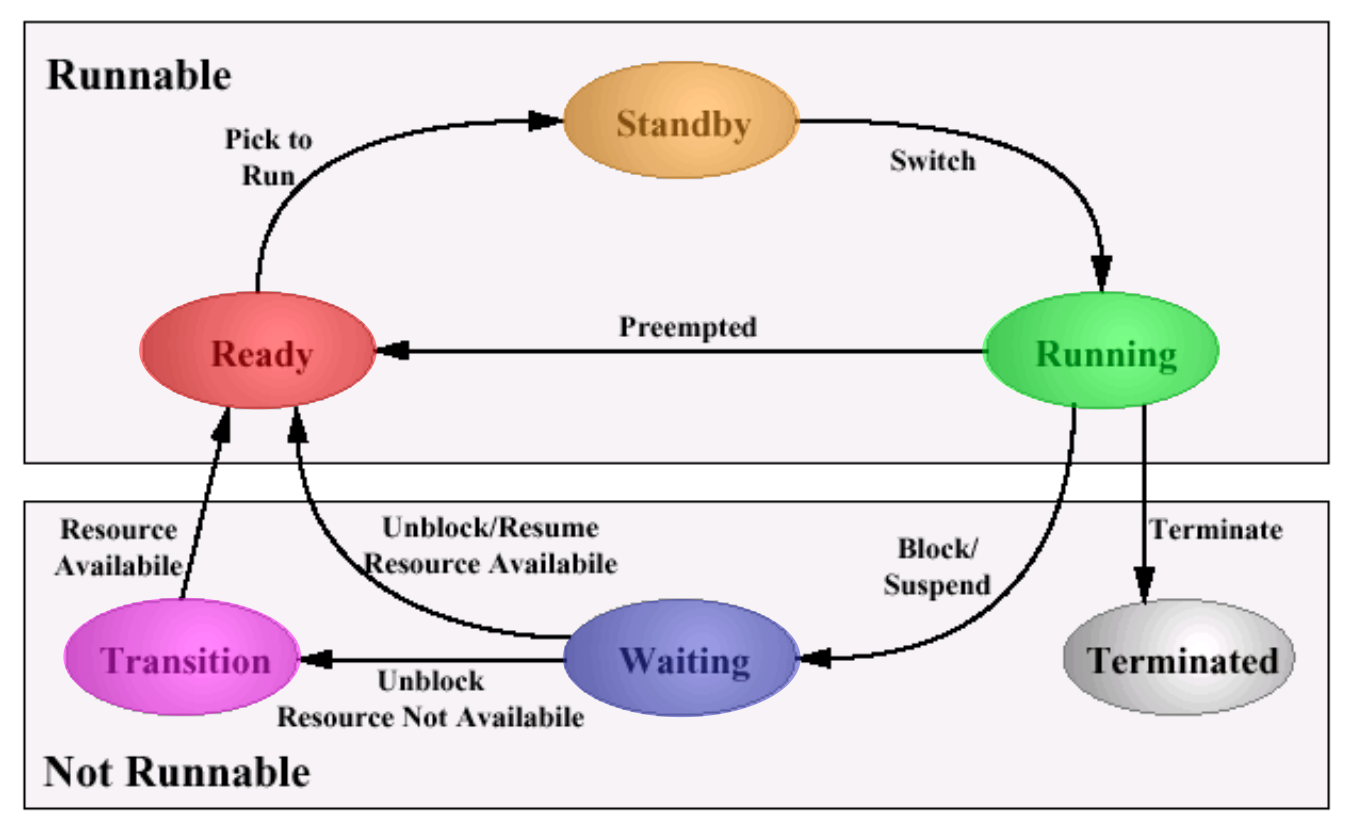 Runnable
Standby
Pick to
Run
Switch
Preempted
Ready
Running
Resource
Availabile
Unblock/Resume
Resource Availabile
Block/
Suspend
Terminate
Transition
Waiting
Terminated
Unblock
Resource Not Availabile
Not Runnable